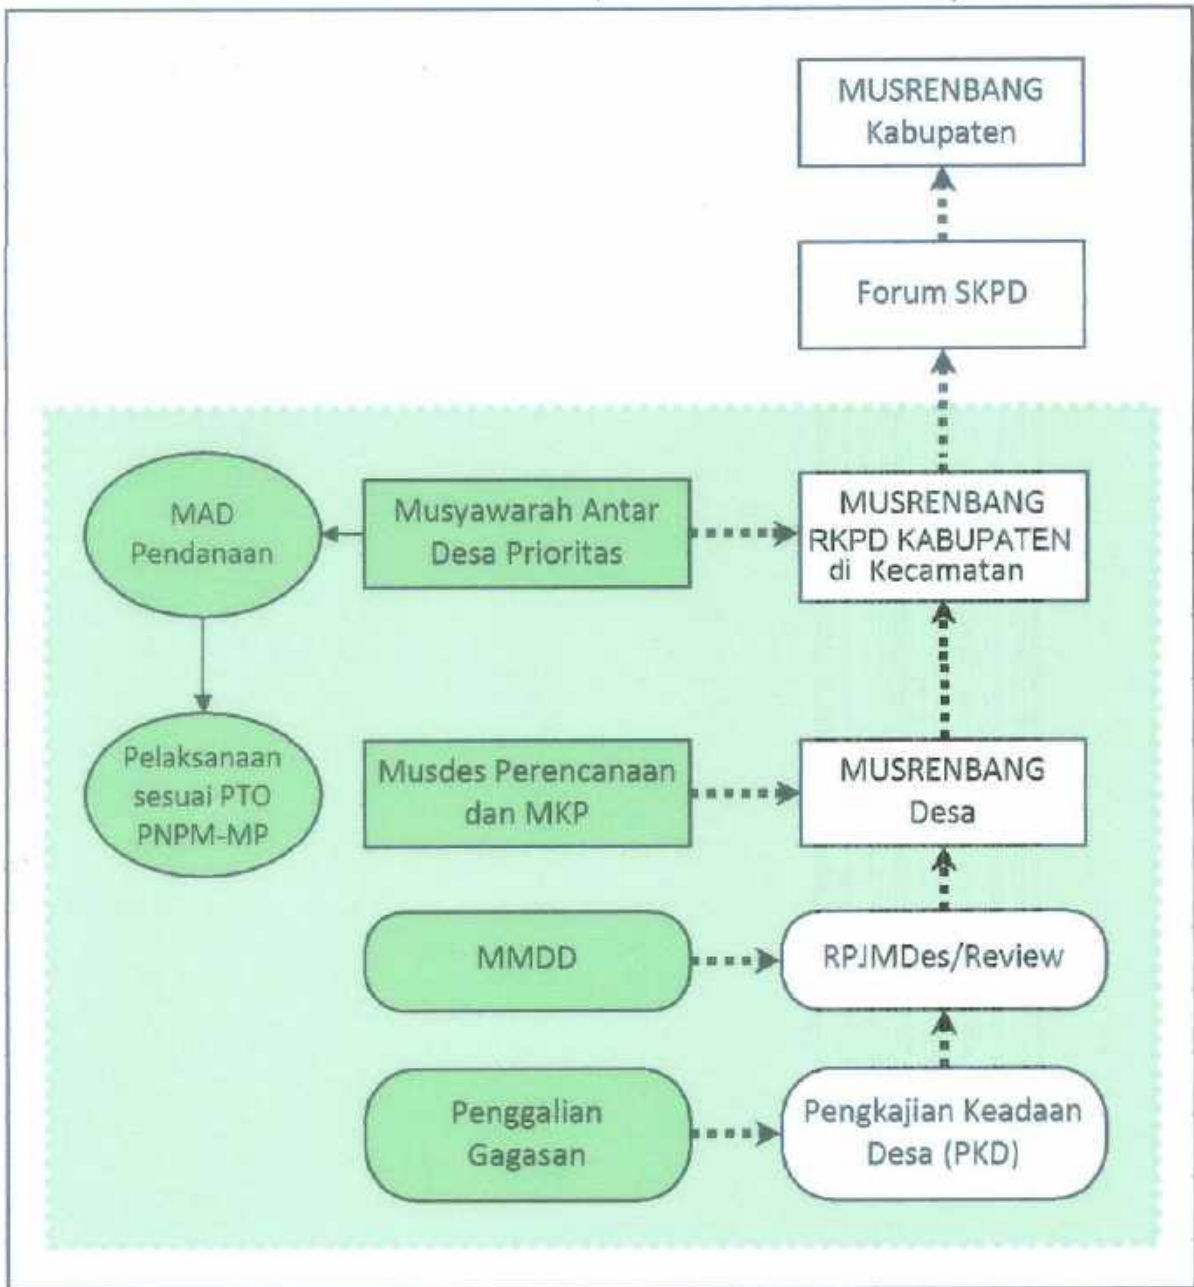 MUSRENBANG
Kabupaten
Forum SKPD
MAD
Pendanaan
Musyawarah Antar
Desa Prioritas
MUSRENBANG
RKPD KABUPATEN
di Kecamatan
Pelaksanaan
sesuai PTO
PNPM-MP
Musdes Perencanaan
dan MKP
MUSRENBANG
Desa
MMDD
RPJMDes/Review
Penggalian
Gagasan
Pengkajian Keadaan
Desa (PKD)